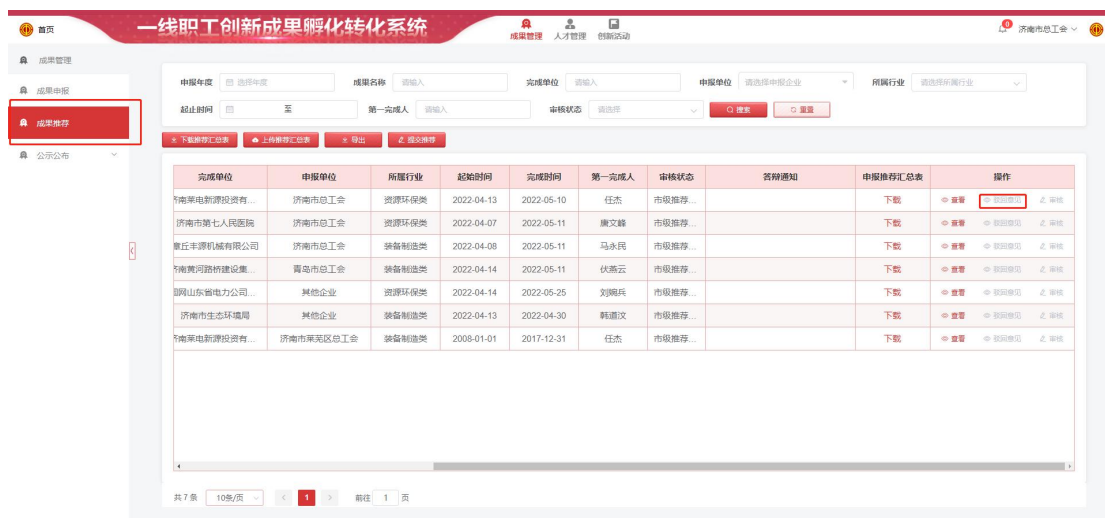 首页
一线职工创新成果孵化转化系统
成果管理 人才管理 创新活动
济南市总工会
成果管理
成果申报
成果推荐
公示公布
申报年度 选择年度 成果名称 请输入 完成单位 请输入 申报单位 请选择申报企业 所属行业 请选择所属行业
起止时间 至 第一完成人 请输入 审核状态 请选择 搜索 重置
下载推荐汇总表 上传推荐汇总表 导出 提交推荐
完成单位 申报单位 所属行业 起始时间 完成时间 第一完成人 审核状态 答辩通知 申报推荐汇总表 操作
济南莱电新源投资有... 济南市总工会 资源环保类 2022-04-13 2022-05-10 任杰 市级推荐... 下载 查看 驳回意见 审核
济南市第七人民医院 济南市总工会 资源环保类 2022-04-07 2022-05-11 唐文峰 市级推荐... 下载 查看 驳回意见 审核
章丘丰源机械有限公司 济南市总工会 装备制造类 2022-04-08 2022-05-11 马永民 市级推荐... 下载 查看 驳回意见 审核
济南黄河路桥建设集... 青岛市总工会 装备制造类 2022-04-14 2022-05-11 伏燕云 市级推荐... 下载 查看 驳回意见 审核
国网山东省电力公司... 其他企业 资源环保类 2022-04-14 2022-05-25 刘婉兵 市级推荐... 下载 查看 驳回意见 审核
济南市生态环境局 其他企业 装备制造类 2022-04-13 2022-04-30 韩道汶 市级推荐... 下载 查看 驳回意见 审核
济南莱电新源投资有... 济南市莱芜区总工会 装备制造类 2008-01-01 2017-12-31 任杰 市级推荐... 下载 查看 驳回意见 审核
共 7 条 10条/页 1 前往 1 页